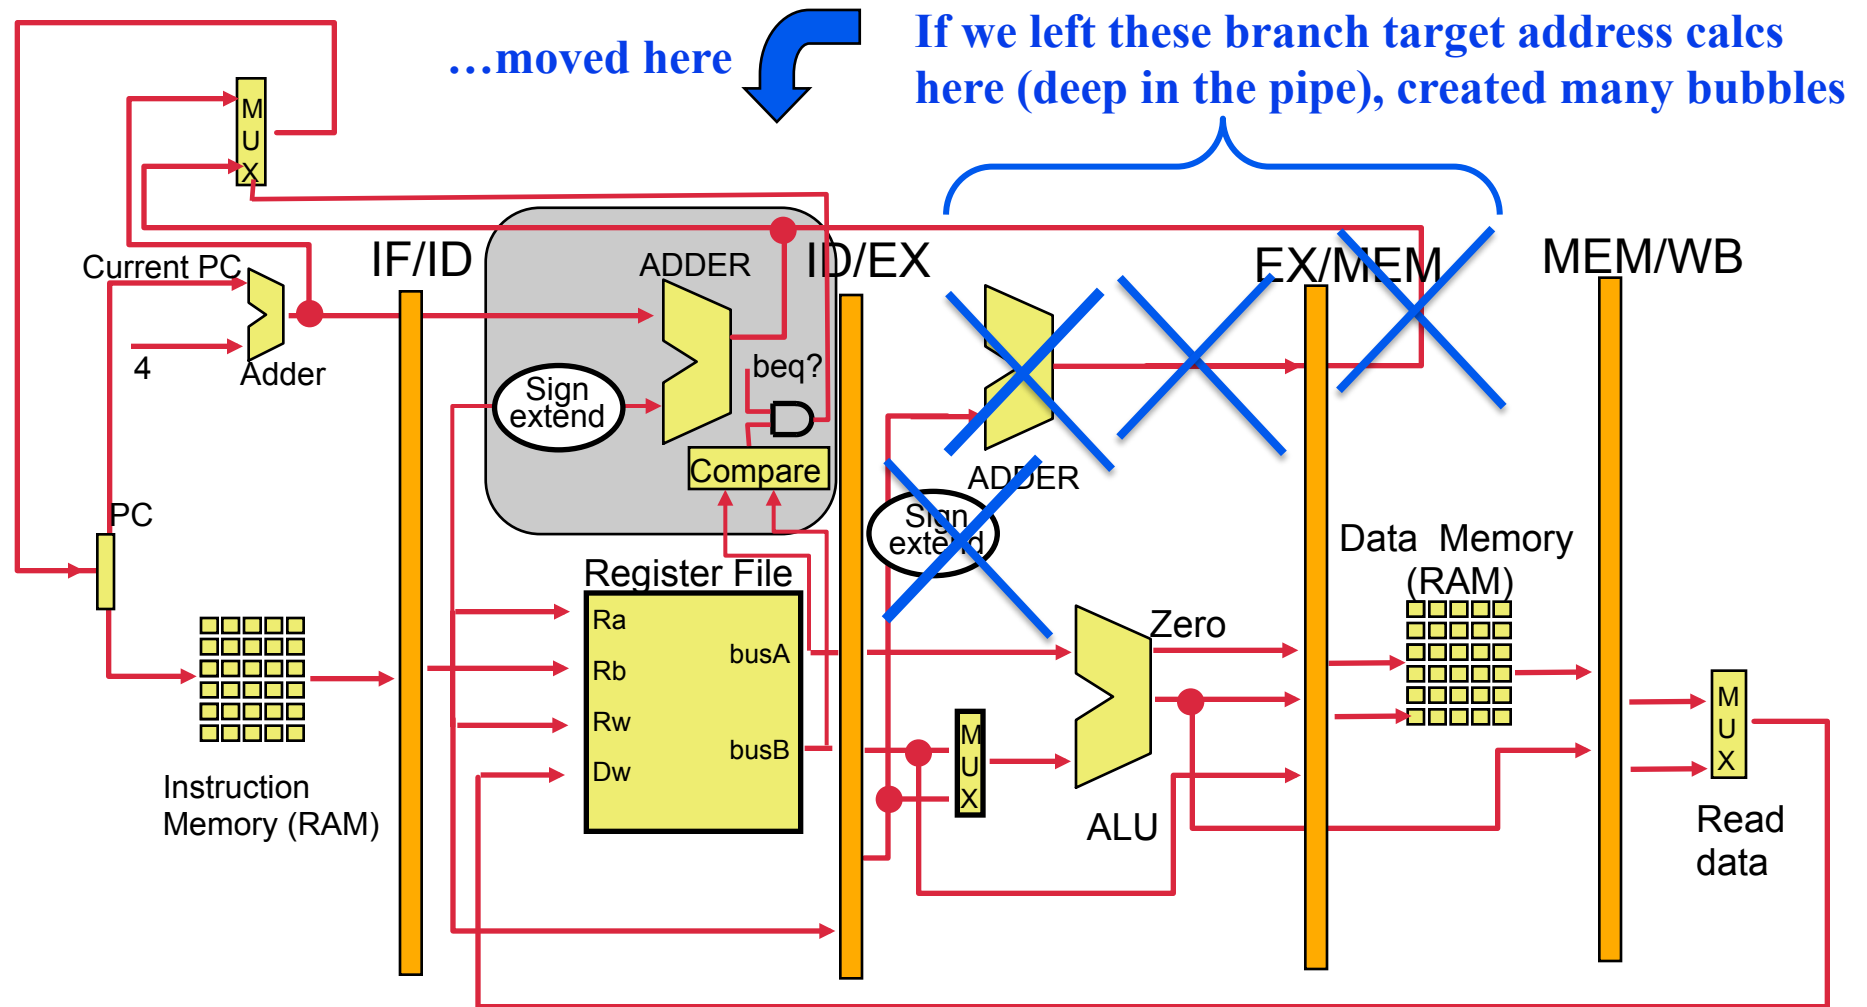 …moved here
If we left these branch target address calcs
here (deep in the pipe), created many bubbles
M
U
X
Current PC
4
Adder
PC
Instruction
Memory (RAM)
IF/ID
ADDER
Sign
extend
beq?
Compare
Register File
Ra
Rb
Rw
Dw
busA
busB
ID/EX
ADDER
Sign
extend
M
U
X
Zero
ALU
EX/MEM
Data Memory
(RAM)
MEM/WB
M
U
X
Read
data